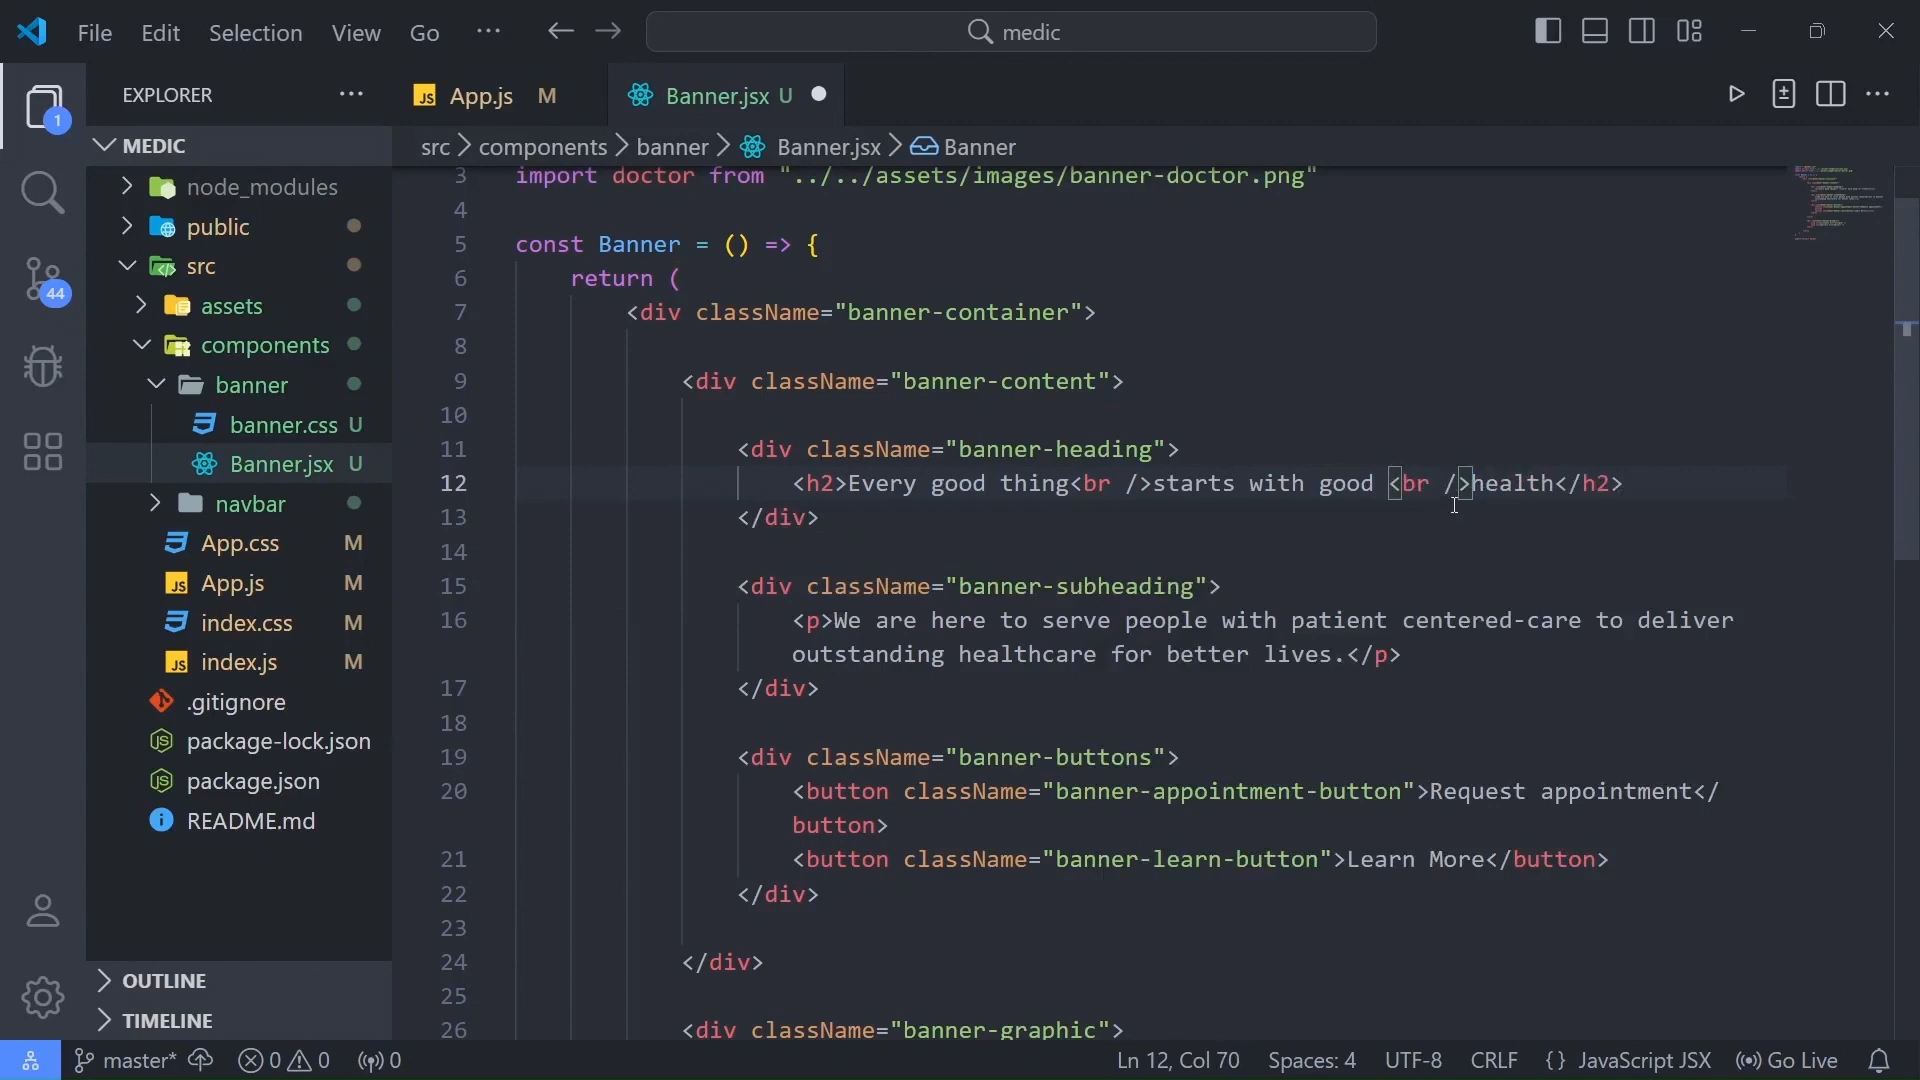 File Edit Selection View Go ··· medic
EXPLORER ···
1
MEDIC
node_modules
public
src
44
assets
components
banner
banner.css U
Banner.jsx U
navbar
App.css M
JS App.js M
index.css M
JS index.js M
.gitignore
package-lock.json
package.json
README.md
OUTLINE
TIMELINE
JS App.js M Banner.jsx U
src > components > banner > Banner.jsx > Banner
3 import doctor from "../../assets/images/banner-doctor.png"
4
5 const Banner = () => {
6 return (
7 <div className="banner-container">
8
9 <div className="banner-content">
10
11 <div className="banner-heading">
12 <h2>Every good thing<br />starts with good <br />health</h2>
13 </div>
14
15 <div className="banner-subheading">
16 <p>We are here to serve people with patient centered-care to deliver
outstanding healthcare for better lives.</p>
17 </div>
18
19 <div className="banner-buttons">
20 <button className="banner-appointment-button">Request appointment</
button>
21 <button className="banner-learn-button">Learn More</button>
22 </div>
23
24 </div>
25
26 <div className="banner-graphic">
master* 0 0 0 Ln 12, Col 70 Spaces: 4 UTF-8 CRLF {} JavaScript JSX Go Live